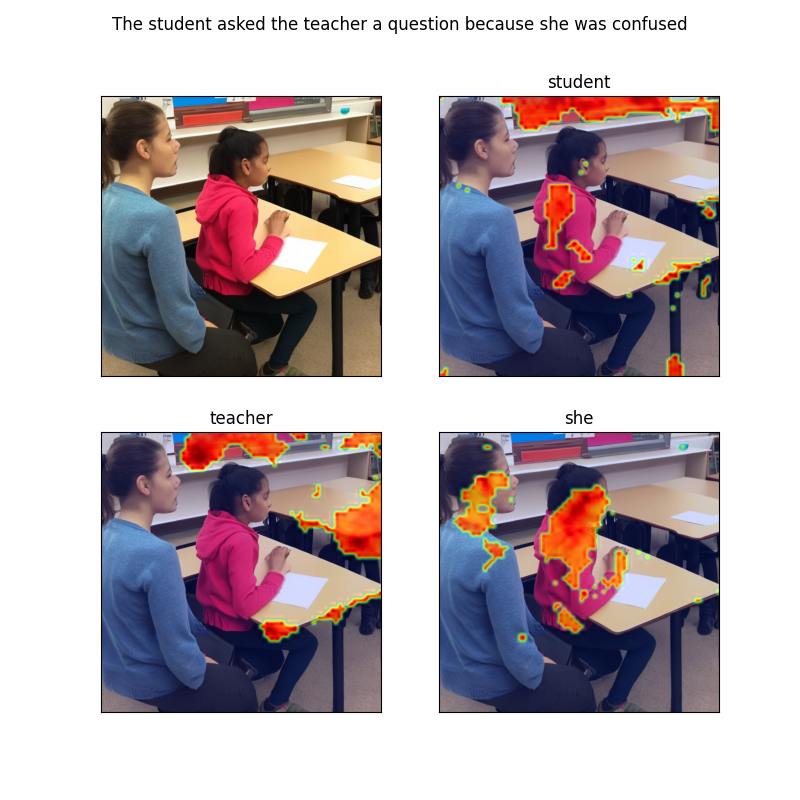 The student asked the teacher a question because she was confused
student
teacher
she